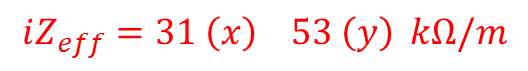 iZ_eff = 31 (x)   53 (y)  kΩ/m